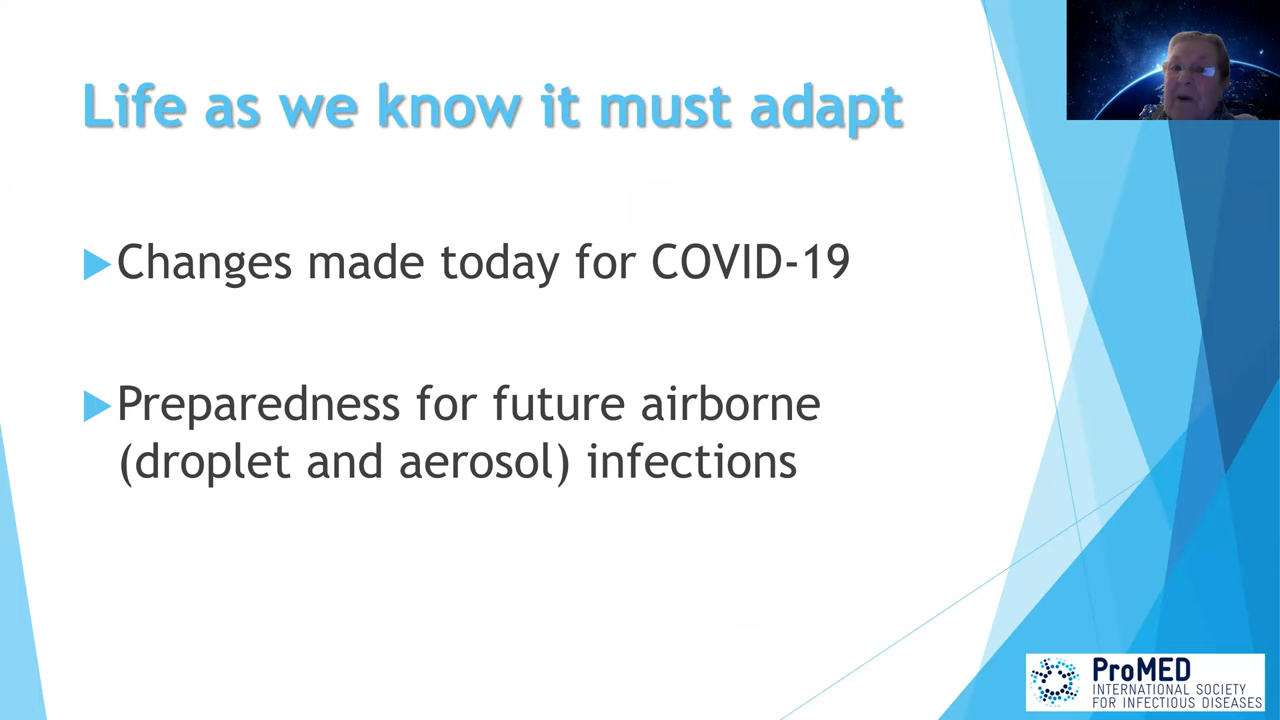 Life as we know it must adapt
Changes made today for COVID-19
Preparedness for future airborne
(droplet and aerosol) infections
ProMED
INTERNATIONAL SOCIETY
FOR INFECTIOUS DISEASES